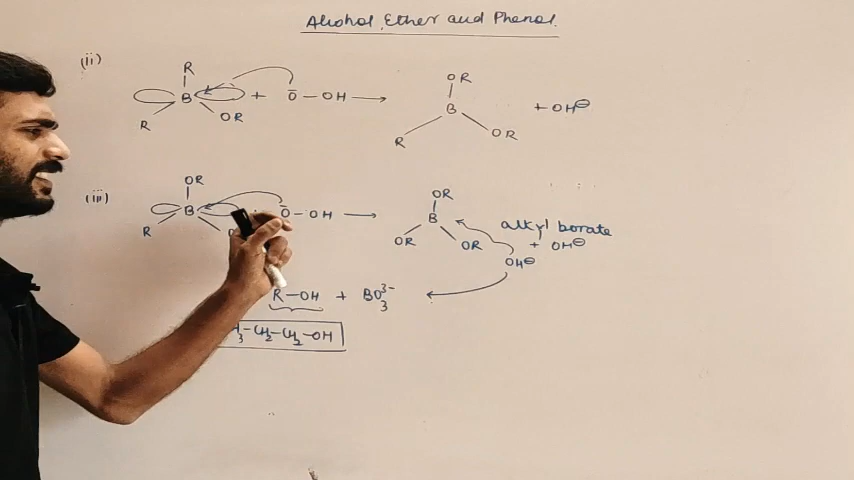 Alcohol, Ether and Phenol.
(ii)
R
B
R
OR
+ Ō — OH →
OR
B
R
OR
+ OH⊖
(iii)
OR
B
R
Ō — OH →
OR
B
OR
OR
alkyl borate
+ OH⊖
OH⊖
R — OH + BO₃³⁻
₃-CH₂-CH₂-OH